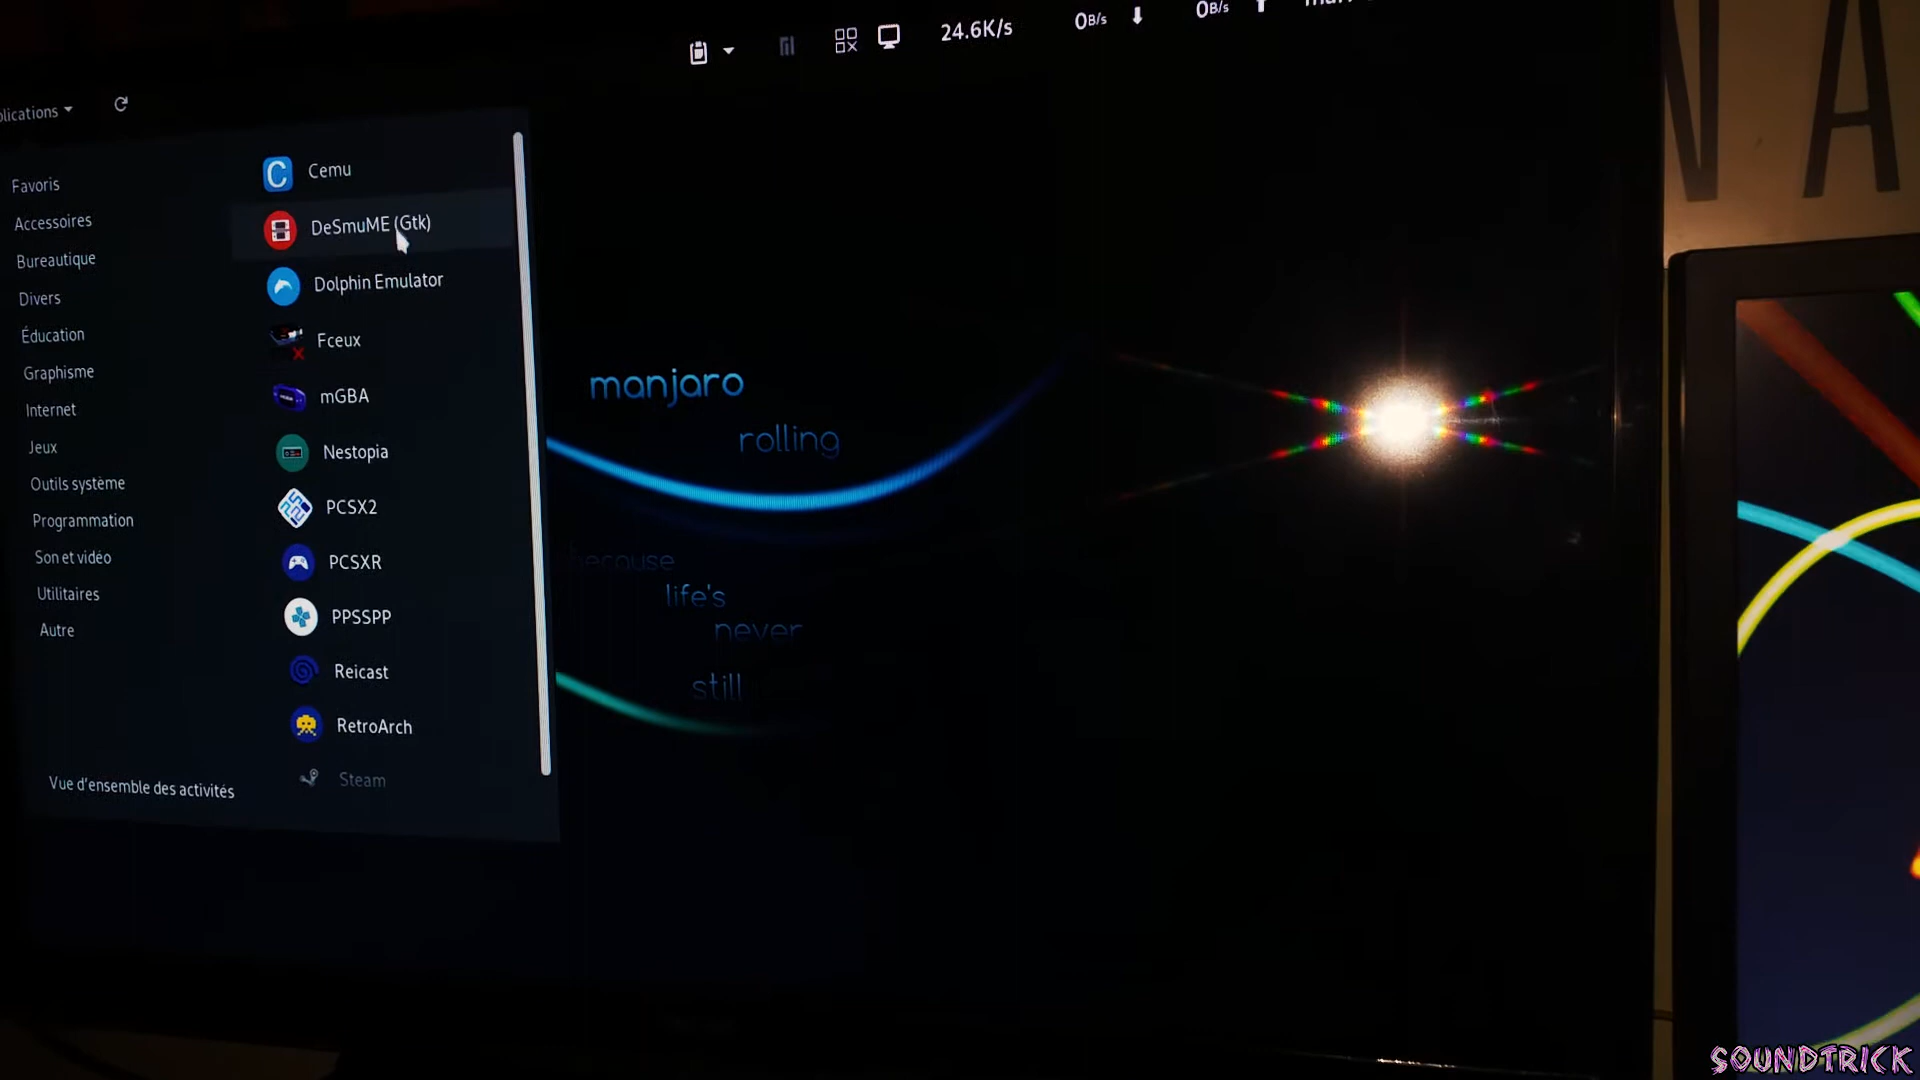 24.6K/s
0B/s
0B/s
Favoris
Accessoires
Bureautique
Divers
Éducation
Graphisme
Internet
Jeux
Outils système
Programmation
Son et vidéo
Utilitaires
Autre
Vue d'ensemble des activités
Cemu
DeSmuME (Gtk)
Dolphin Emulator
Fceux
mGBA
Nestopia
PCSX2
PCSXR
PPSSPP
Reicast
RetroArch
Steam
manjaro
rolling
because
life's
never
still
NA
SOUNDTRICK